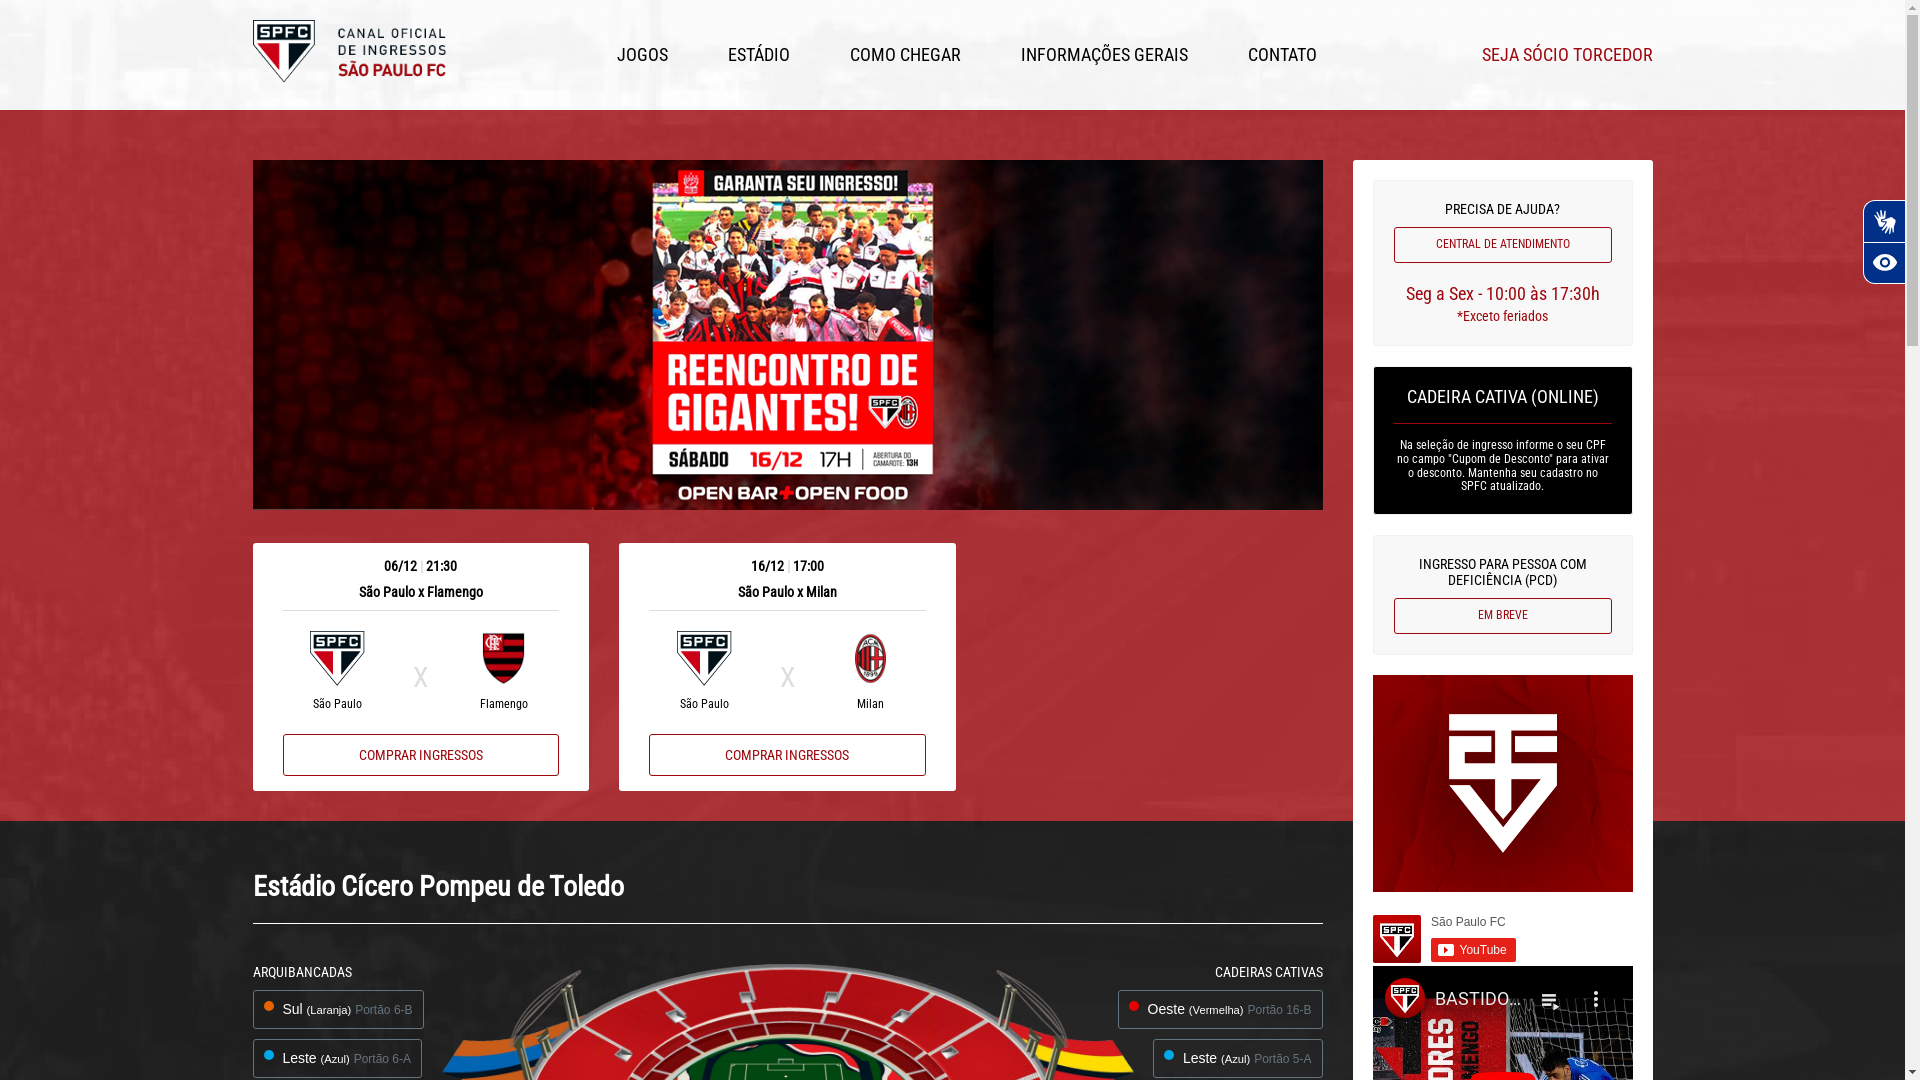 SPFC
CANAL OFICIAL
DE INGRESSOS
SÃO PAULO FC
JOGOS
ESTÁDIO
COMO CHEGAR
INFORMAÇÕES GERAIS
CONTATO
SEJA SÓCIO TORCEDOR
GARANTA SEU INGRESSO!
REENCONTRO DE
GIGANTES!
SPFC
SÁBADO 16/12 17H
ABERTURA DO
CAMAROTE: 13H
OPEN BAR+OPEN FOOD
06/12 | 21:30
São Paulo x Flamengo
SPFC
X
São Paulo
Flamengo
COMPRAR INGRESSOS
16/12 | 17:00
São Paulo x Milan
SPFC
X
São Paulo
Milan
COMPRAR INGRESSOS
PRECISA DE AJUDA?
CENTRAL DE ATENDIMENTO
Seg a Sex - 10:00 às 17:30h
*Exceto feriados
CADEIRA CATIVA (ONLINE)
Na seleção de ingresso informe o seu CPF
no campo "Cupom de Desconto" para ativar
o desconto. Mantenha seu cadastro no
SPFC atualizado.
INGRESSO PARA PESSOA COM
DEFICIÊNCIA (PCD)
EM BREVE
SPFC
São Paulo FC
YouTube
SPFC
BASTIDO...
Estádio Cícero Pompeu de Toledo
ARQUIBANCADAS
Sul (Laranja) Portão 6-B
Leste (Azul) Portão 6-A
CADEIRAS CATIVAS
Oeste (Vermelha) Portão 16-B
Leste (Azul) Portão 5-A